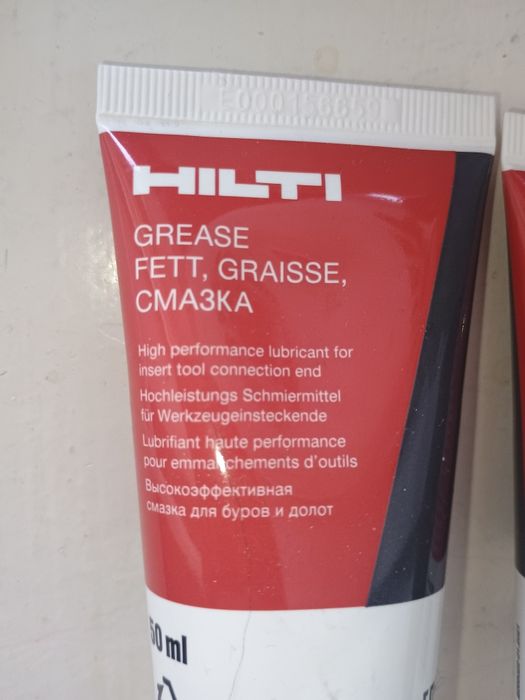 HILTI
GREASE
FETT, GRAISSE,
СМАЗКА
High performance lubricant for
insert tool connection end
Hochleistungs Schmiermittel
für Werkzeugeinsteckende
Lubrifiant haute performance
pour emmanchements d'outils
Высокоэффективная
смазка для буров и долот
50 ml